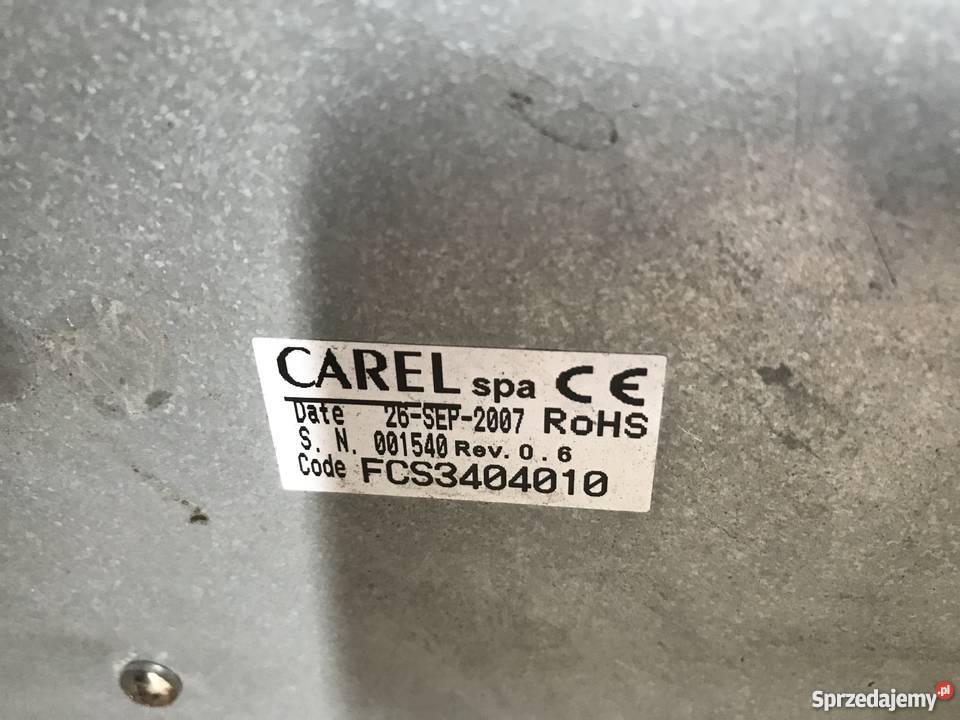 CAREL spa CE
Date 26-SEP-2007 RoHS
S. N. 001540 Rev. 0.6
Code FCS3404010
Sprzedajemy.pl